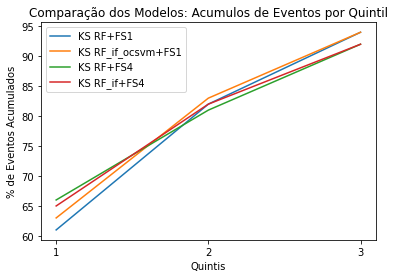 Comparação dos Modelos: Acumulos de Eventos por Quintil
95
90
85
80
75
70
65
60
% de Eventos Acumulados
KS RF+FS1
KS RF_if_ocsvm+FS1
KS RF+FS4
KS RF_if+FS4
1
2
3
Quintis